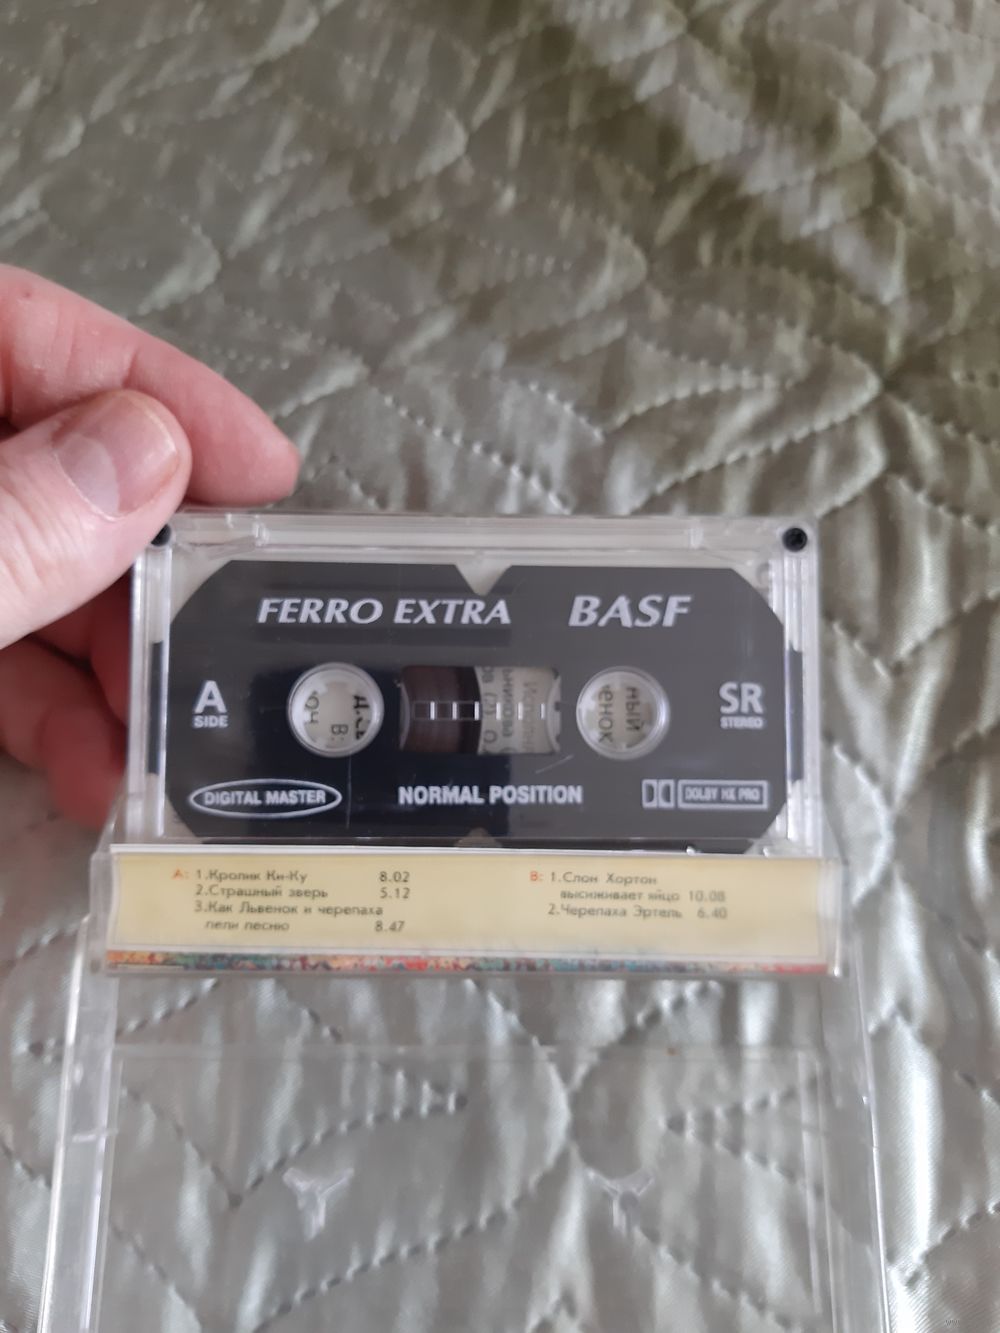 FERRO EXTRA BASF
A SIDE
SR STEREO
DIGITAL MASTER
NORMAL POSITION
DOLBY HX PRO
А: 1.Кролик Ки-Ку 8.02
2.Страшный зверь 5.12
3.Как Львенок и черепаха
пели песню 8.47
В: 1.Слон Хортон
высиживает яйцо 10.08
2.Черепаха Эртель 6.40